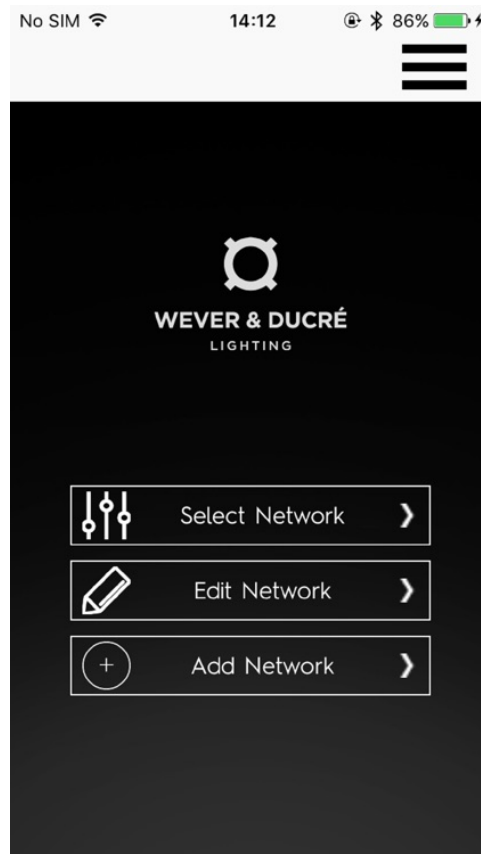 No SIM 14:12 86%
WEVER & DUCRÉ
LIGHTING
Select Network
Edit Network
Add Network